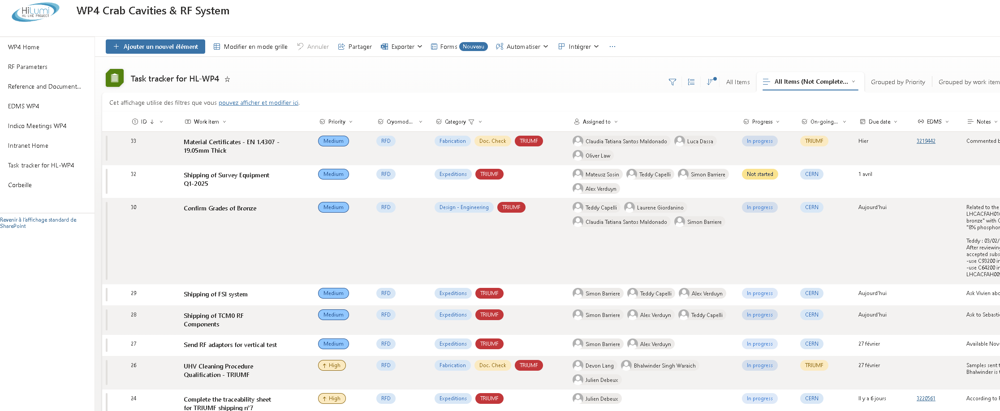 HiLumi
HL-LHC PROJECT
WP4 Crab Cavities & RF System
WP4 Home
RF Parameters
Reference and Document...
EDMS WP4
Indico Meetings WP4
Intranet Home
Task tracker for HL-WP4
Corbeille
Revenir à l'affichage standard de
SharePoint
Ajouter un nouvel élément Modifier en mode grille Annuler Partager Exporter Forms Nouveau Automatiser Intégrer ...
Task tracker for HL-WP4
All Items All Items (Not Complete... Grouped by Priority Grouped by work item
Cet affichage utilise des filtres que vous pouvez afficher et modifier ici.
ID Work item Priority Cryomod... Category Assigned to Progress On-going... Due date EDMS Notes
33 Material Certificates - EN 1.4307 - Medium RFD Fabrication Doc. Check TRIUMF Claudia Tatiana Santos Maldonado Luca Dassa In progress TRIUMF Hier 3219442 Commented b
19.05mm Thick
Oliver Law
32 Shipping of Survey Equipment Medium RFD Expeditions TRIUMF Mateusz Sosin Teddy Capelli Simon Barriere Not started CERN 1 avril
Q1-2025
Alex Verduyn
30 Confirm Grades of Bronze Medium RFD Design - Engineering TRIUMF Teddy Capelli Laurene Giordanino In progress CERN Aujourd'hui Related to the
LHCACFAH010
Claudia Tatiana Santos Maldonado Simon Barriere bronze" with C
"8% phosphor
Teddy : 03/02/
After reviewing
accepted subs
-use C93200 in
-use C64200 in
LHCACFAH009
29 Shipping of FSI system Medium RFD Expeditions TRIUMF Simon Barriere Teddy Capelli Alex Verduyn In progress CERN Aujourd'hui Ask Vivien abo
28 Shipping of TCM0 RF Medium RFD Expeditions TRIUMF Simon Barriere Alex Verduyn Teddy Capelli In progress CERN Aujourd'hui Ask to Sebasti
Components
27 Send RF adaptors for vertical test Medium RFD Expeditions TRIUMF Simon Barriere Alex Verduyn In progress CERN 27 février Available Nov-
26 UHV Cleaning Procedure High RFD Fabrication Doc. Check TRIUMF Devon Lang Bhalwinder Singh Waraich In progress TRIUMF 27 février Samples sent t
Qualification - TRIUMF Bhalwinder is t
Julien Debeux
24 Complete the traceability sheet High RFD Expeditions TRIUMF Julien Debeux In progress CERN Il y a 6 jours 3220561 According to
for TRIUMF shipping n°7